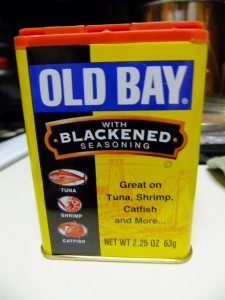 OLD BAY®
WITH
BLACKENED
SEASONING
TUNA
SHRIMP
CATFISH
Great on
Tuna, Shrimp,
Catfish
and More...
NET WT 2.25 OZ 63g